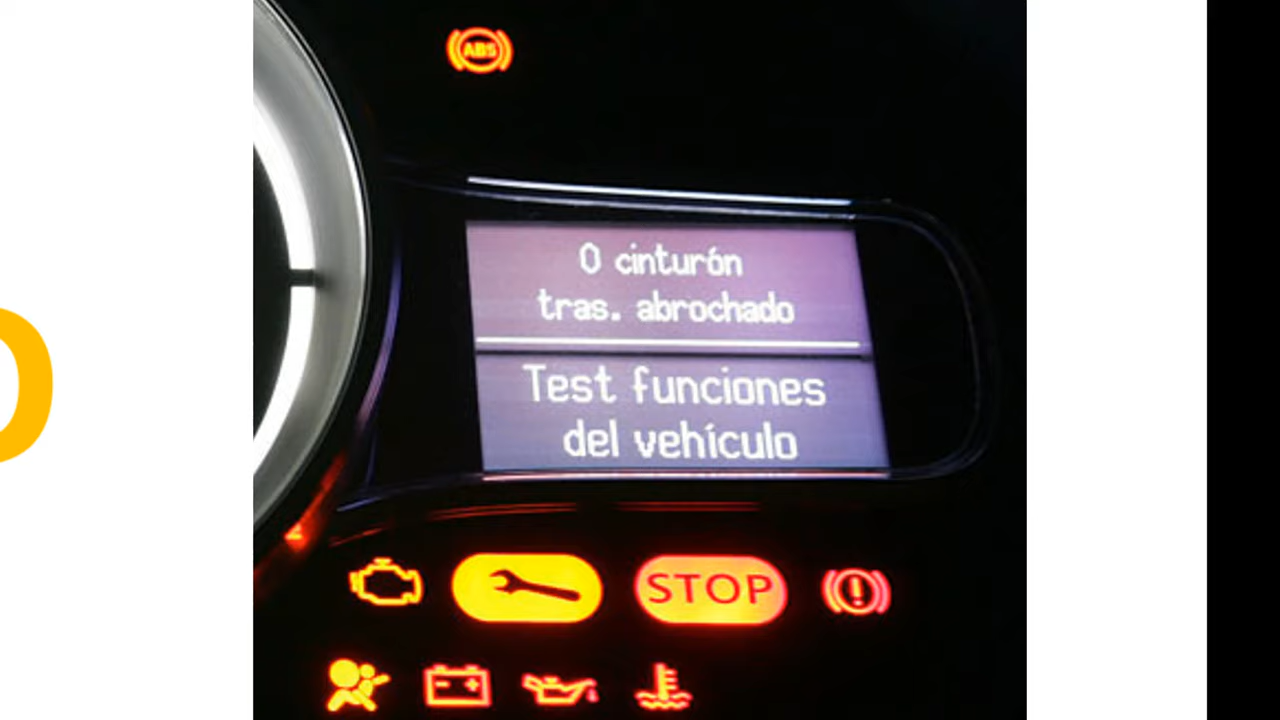 ABS
0 cinturón
tras. abrochado
Test funciones
del vehículo
STOP